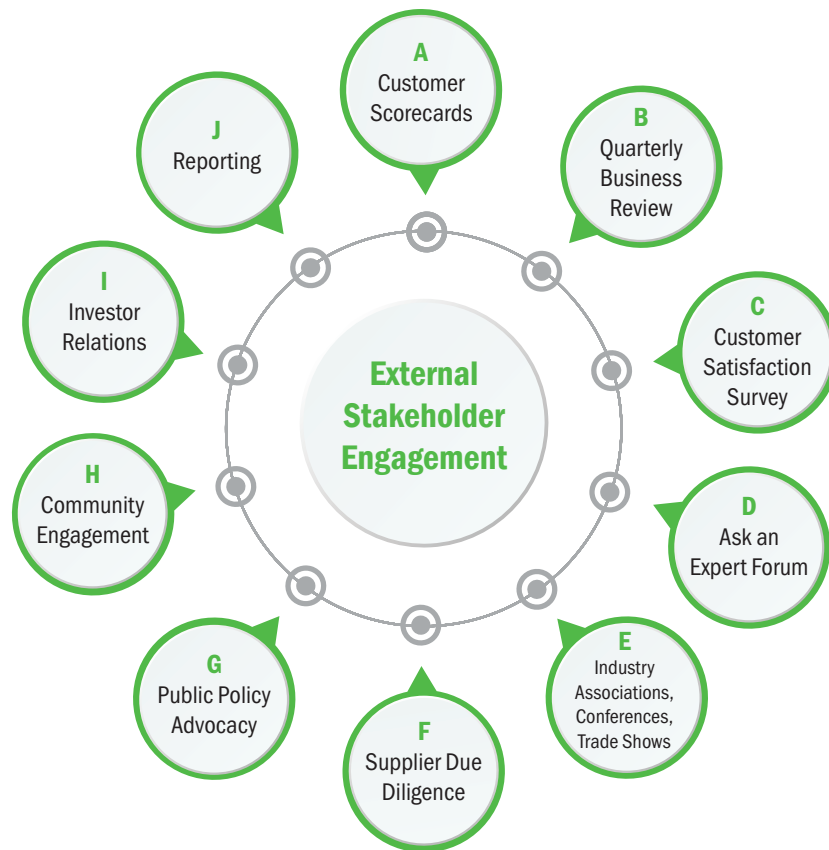 A
Customer
Scorecards
B
Quarterly
Business
Review
C
Customer
Satisfaction
Survey
D
Ask an
Expert Forum
E
Industry
Associations,
Conferences,
Trade Shows
F
Supplier Due
Diligence
G
Public Policy
Advocacy
H
Community
Engagement
I
Investor
Relations
J
Reporting
External
Stakeholder
Engagement